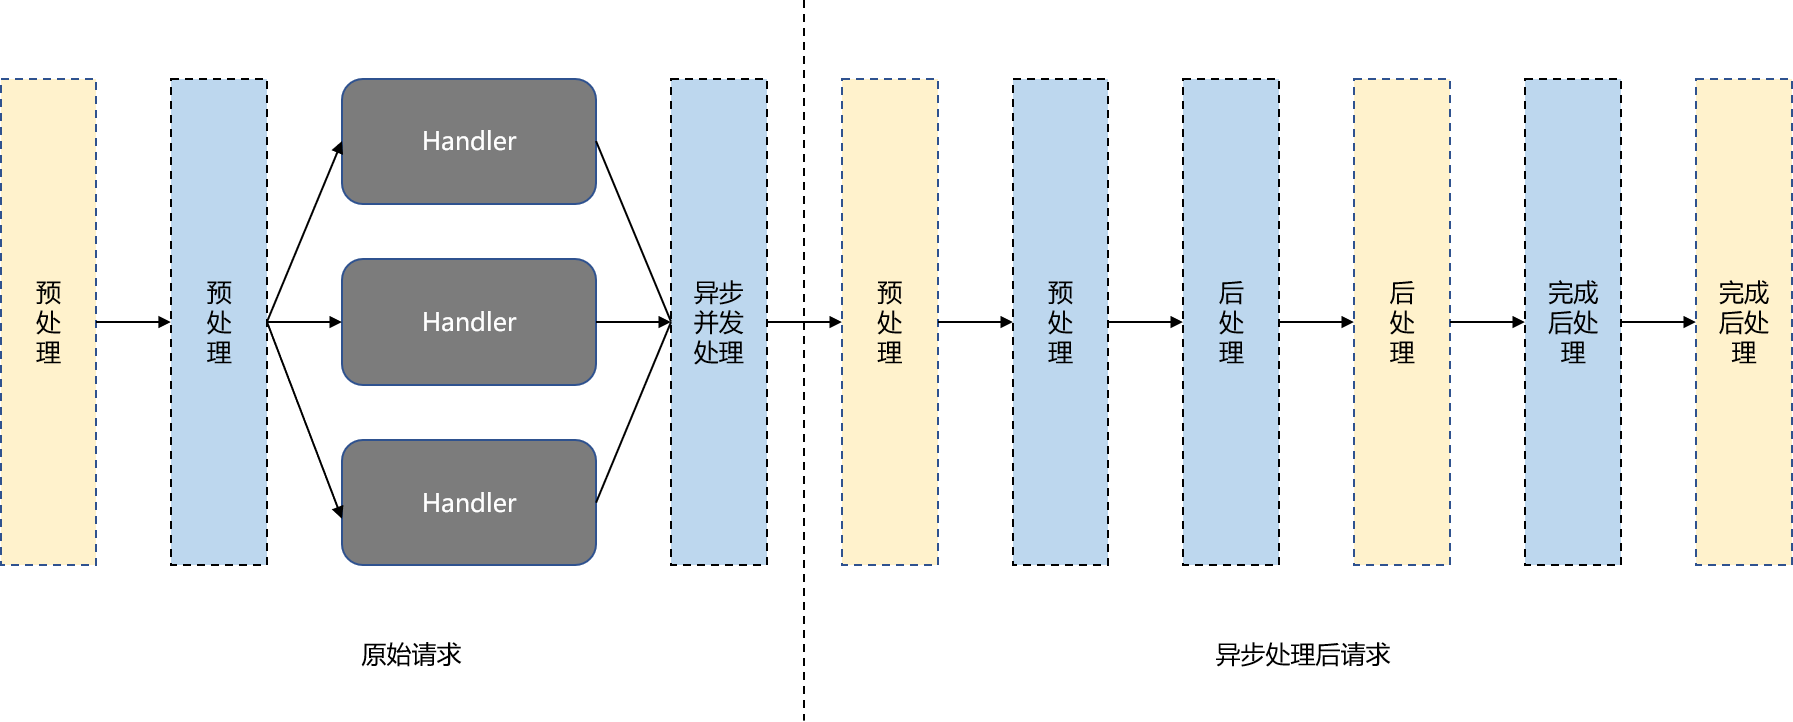 预
处
理
预
处
理
Handler
Handler
Handler
异步
并发
处理
预
处
理
预
处
理
后
处
理
后
处
理
完成
后处
理
完成
后处
理
原始请求
异步处理后请求